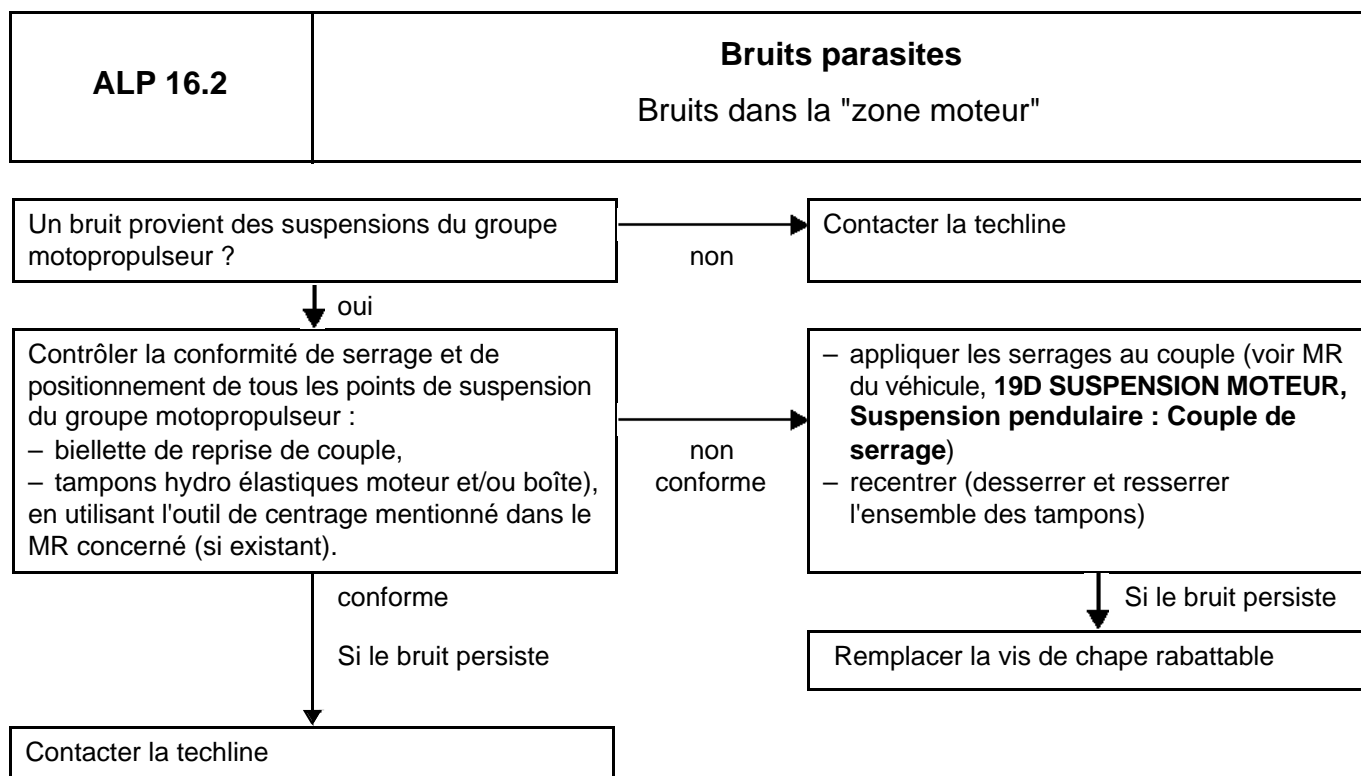 ALP 16.2
Bruits parasites
Bruits dans la "zone moteur"
Un bruit provient des suspensions du groupe
motopropulseur ?
non
Contacter la techline
oui
Contrôler la conformité de serrage et de
positionnement de tous les points de suspension
du groupe motopropulseur :
– biellette de reprise de couple,
– tampons hydro élastiques moteur et/ou boîte),
en utilisant l'outil de centrage mentionné dans le
MR concerné (si existant).
non
conforme
– appliquer les serrages au couple (voir MR
du véhicule, 19D SUSPENSION MOTEUR,
Suspension pendulaire : Couple de
serrage)
– recentrer (desserrer et resserrer
l'ensemble des tampons)
conforme
Si le bruit persiste
Si le bruit persiste
Remplacer la vis de chape rabattable
Contacter la techline